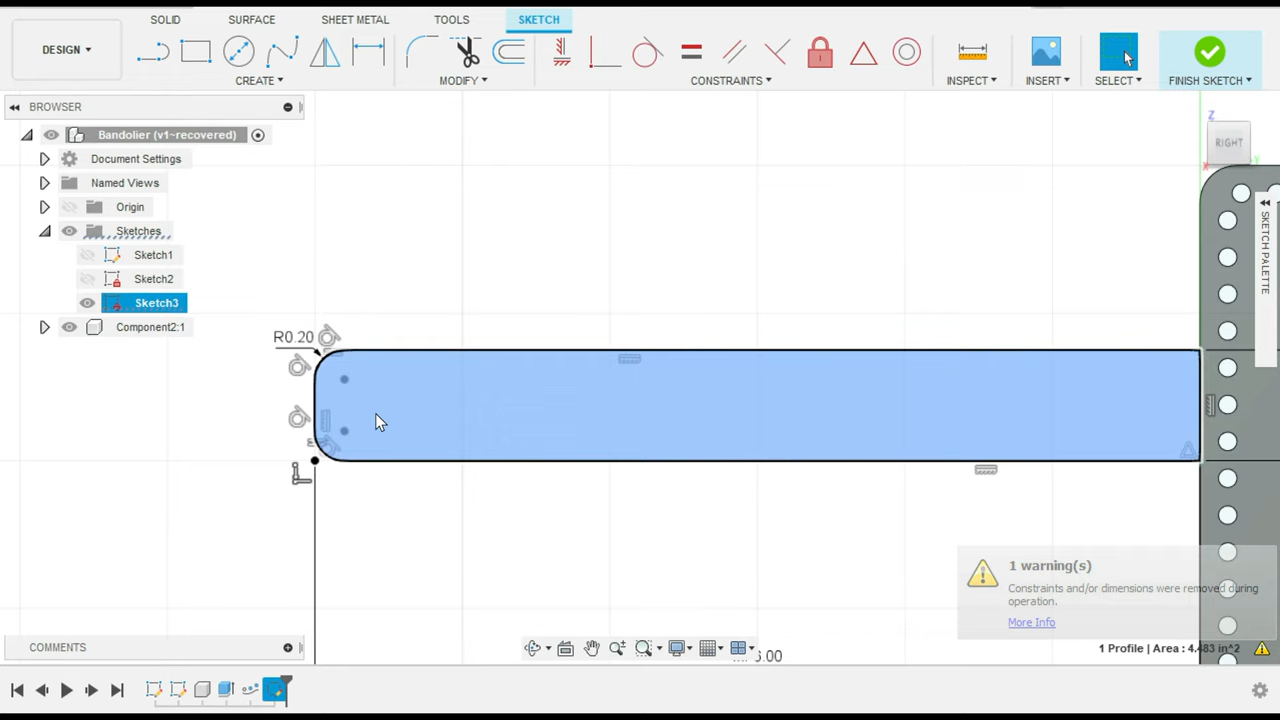 SOLID SURFACE SHEET METAL TOOLS SKETCH
DESIGN
CREATE MODIFY CONSTRAINTS INSPECT INSERT SELECT FINISH SKETCH
BROWSER
Bandolier (v1~recovered)
Document Settings
Named Views
Origin
Sketches
Sketch1
Sketch2
Sketch3
Component2:1
Z
RIGHT
X
Y
SKETCH PALETTE
R0.20
1 warning(s)
Constraints and/or dimensions were removed during
operation.
More Info
1 Profile | Area : 4.483 in^2
6.00
COMMENTS